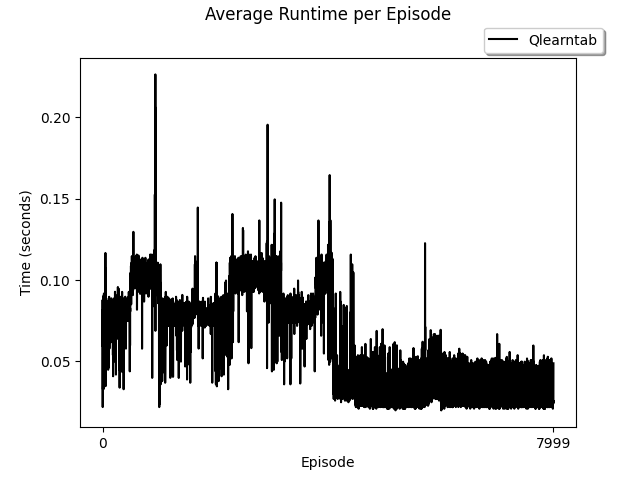 Average Runtime per Episode
Qlearntab
0.20
0.15
0.10
0.05
Time (seconds)
0 7999
Episode